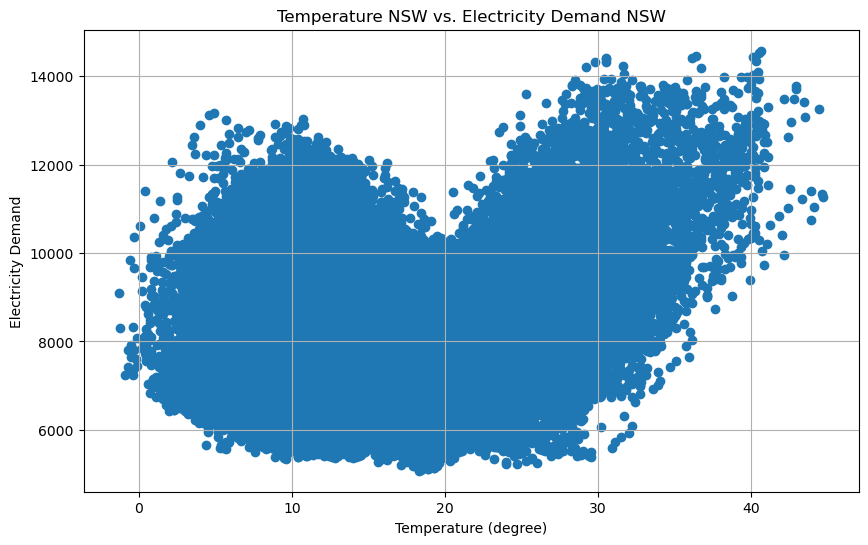 Temperature NSW vs. Electricity Demand NSW
14000
12000
10000
8000
6000
Electricity Demand
0 10 20 30 40
Temperature (degree)